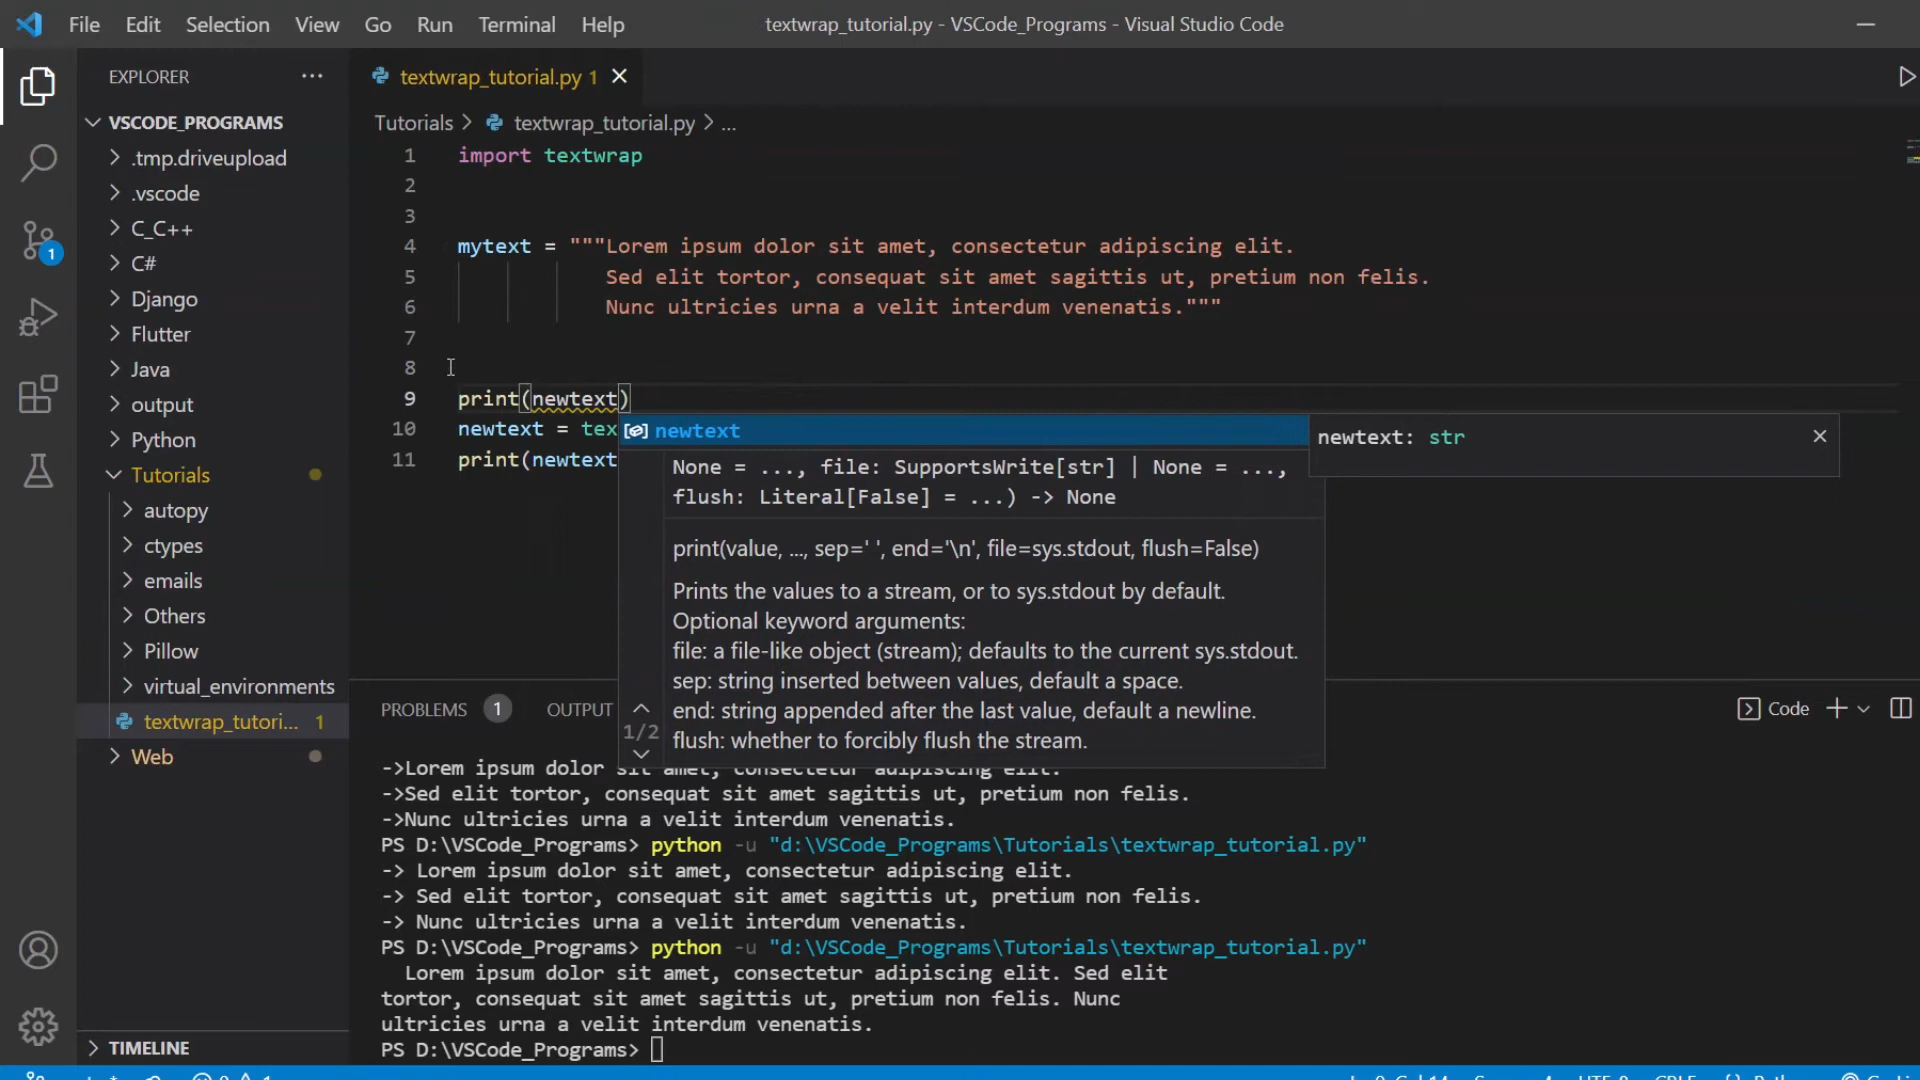 File Edit Selection View Go Run Terminal Help textwrap_tutorial.py - VSCode_Programs - Visual Studio Code
EXPLORER ...
textwrap_tutorial.py 1
VSCODE_PROGRAMS
.tmp.driveupload
.vscode
C_C++
C#
Django
Flutter
Java
output
Python
Tutorials
autopy
ctypes
emails
Others
Pillow
virtual_environments
textwrap_tutori... 1
Web
TIMELINE
1
Tutorials > textwrap_tutorial.py > ...
1 import textwrap
2
3
4 mytext = """Lorem ipsum dolor sit amet, consectetur adipiscing elit.
5 Sed elit tortor, consequat sit amet sagittis ut, pretium non felis.
6 Nunc ultricies urna a velit interdum venenatis."""
7
8
9 print(newtext)
10 newtext = tex
11 print(newtext
newtext
newtext: str
None = ..., file: SupportsWrite[str] | None = ...,
flush: Literal[False] = ...) -> None
print(value, ..., sep=' ', end='\n', file=sys.stdout, flush=False)
Prints the values to a stream, or to sys.stdout by default.
Optional keyword arguments:
file: a file-like object (stream); defaults to the current sys.stdout.
sep: string inserted between values, default a space.
end: string appended after the last value, default a newline.
flush: whether to forcibly flush the stream.
1/2
PROBLEMS 1 OUTPUT
Code
->Lorem ipsum dolor sit amet, consectetur adipiscing elit.
->Sed elit tortor, consequat sit amet sagittis ut, pretium non felis.
->Nunc ultricies urna a velit interdum venenatis.
PS D:\VSCode_Programs> python -u "d:\VSCode_Programs\Tutorials\textwrap_tutorial.py"
-> Lorem ipsum dolor sit amet, consectetur adipiscing elit.
-> Sed elit tortor, consequat sit amet sagittis ut, pretium non felis.
-> Nunc ultricies urna a velit interdum venenatis.
PS D:\VSCode_Programs> python -u "d:\VSCode_Programs\Tutorials\textwrap_tutorial.py"
Lorem ipsum dolor sit amet, consectetur adipiscing elit. Sed elit
tortor, consequat sit amet sagittis ut, pretium non felis. Nunc
ultricies urna a velit interdum venenatis.
PS D:\VSCode_Programs>